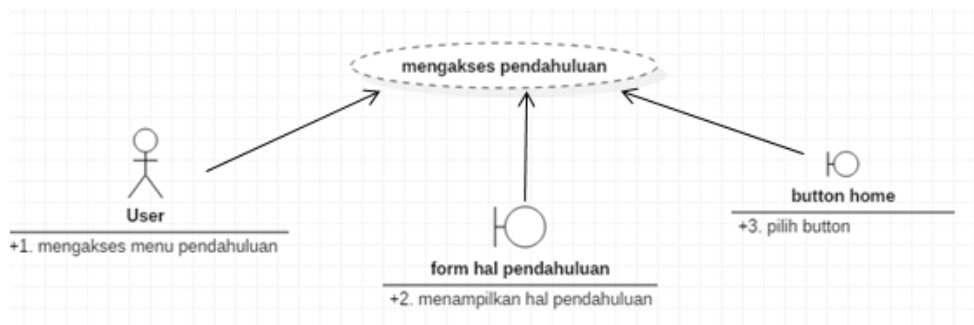 mengakses pendahuluan
User
+1. mengakses menu pendahuluan
form hal pendahuluan
+2. menampilkan hal pendahuluan
button home
+3. pilih button